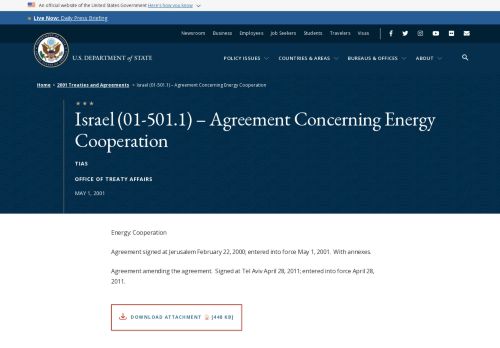 An official website of the United States Government Here's how you know
Live Now: Daily Press Briefing
Newsroom Business Employees Job Seekers Students Travelers Visas
U.S. DEPARTMENT of STATE
POLICY ISSUES COUNTRIES & AREAS BUREAUS & OFFICES ABOUT
Home > 2001 Treaties and Agreements > Israel (01-501.1) – Agreement Concerning Energy Cooperation
Israel (01-501.1) – Agreement Concerning Energy
Cooperation
TIAS
OFFICE OF TREATY AFFAIRS
MAY 1, 2001
Energy: Cooperation
Agreement signed at Jerusalem February 22, 2000; entered into force May 1, 2001. With annexes.
Agreement amending the agreement. Signed at Tel Aviv April 28, 2011; entered into force April 28,
2011.
DOWNLOAD ATTACHMENT [448 KB]